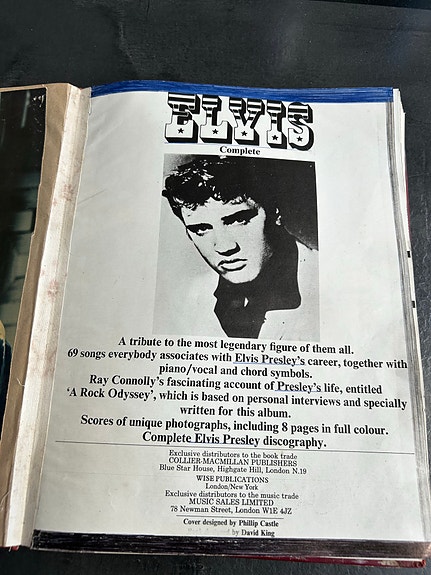 ELVIS
Complete
A tribute to the most legendary figure of them all.
69 songs everybody associates with Elvis Presley's career, together with
piano/vocal and chord symbols.
Ray Connolly's fascinating account of Presley's life, entitled
'A Rock Odyssey', which is based on personal interviews and specially
written for this album.
Scores of unique photographs, including 8 pages in full colour.
Complete Elvis Presley discography.
Exclusive distributors to the book trade
COLLIER-MACMILLAN PUBLISHERS
Blue Star House, Highgate Hill, London N.19
WISE PUBLICATIONS
London/New York
Exclusive distributors to the music trade
MUSIC SALES LIMITED
78 Newman Street, London W1E 4JZ
Cover designed by Phillip Castle
by David King